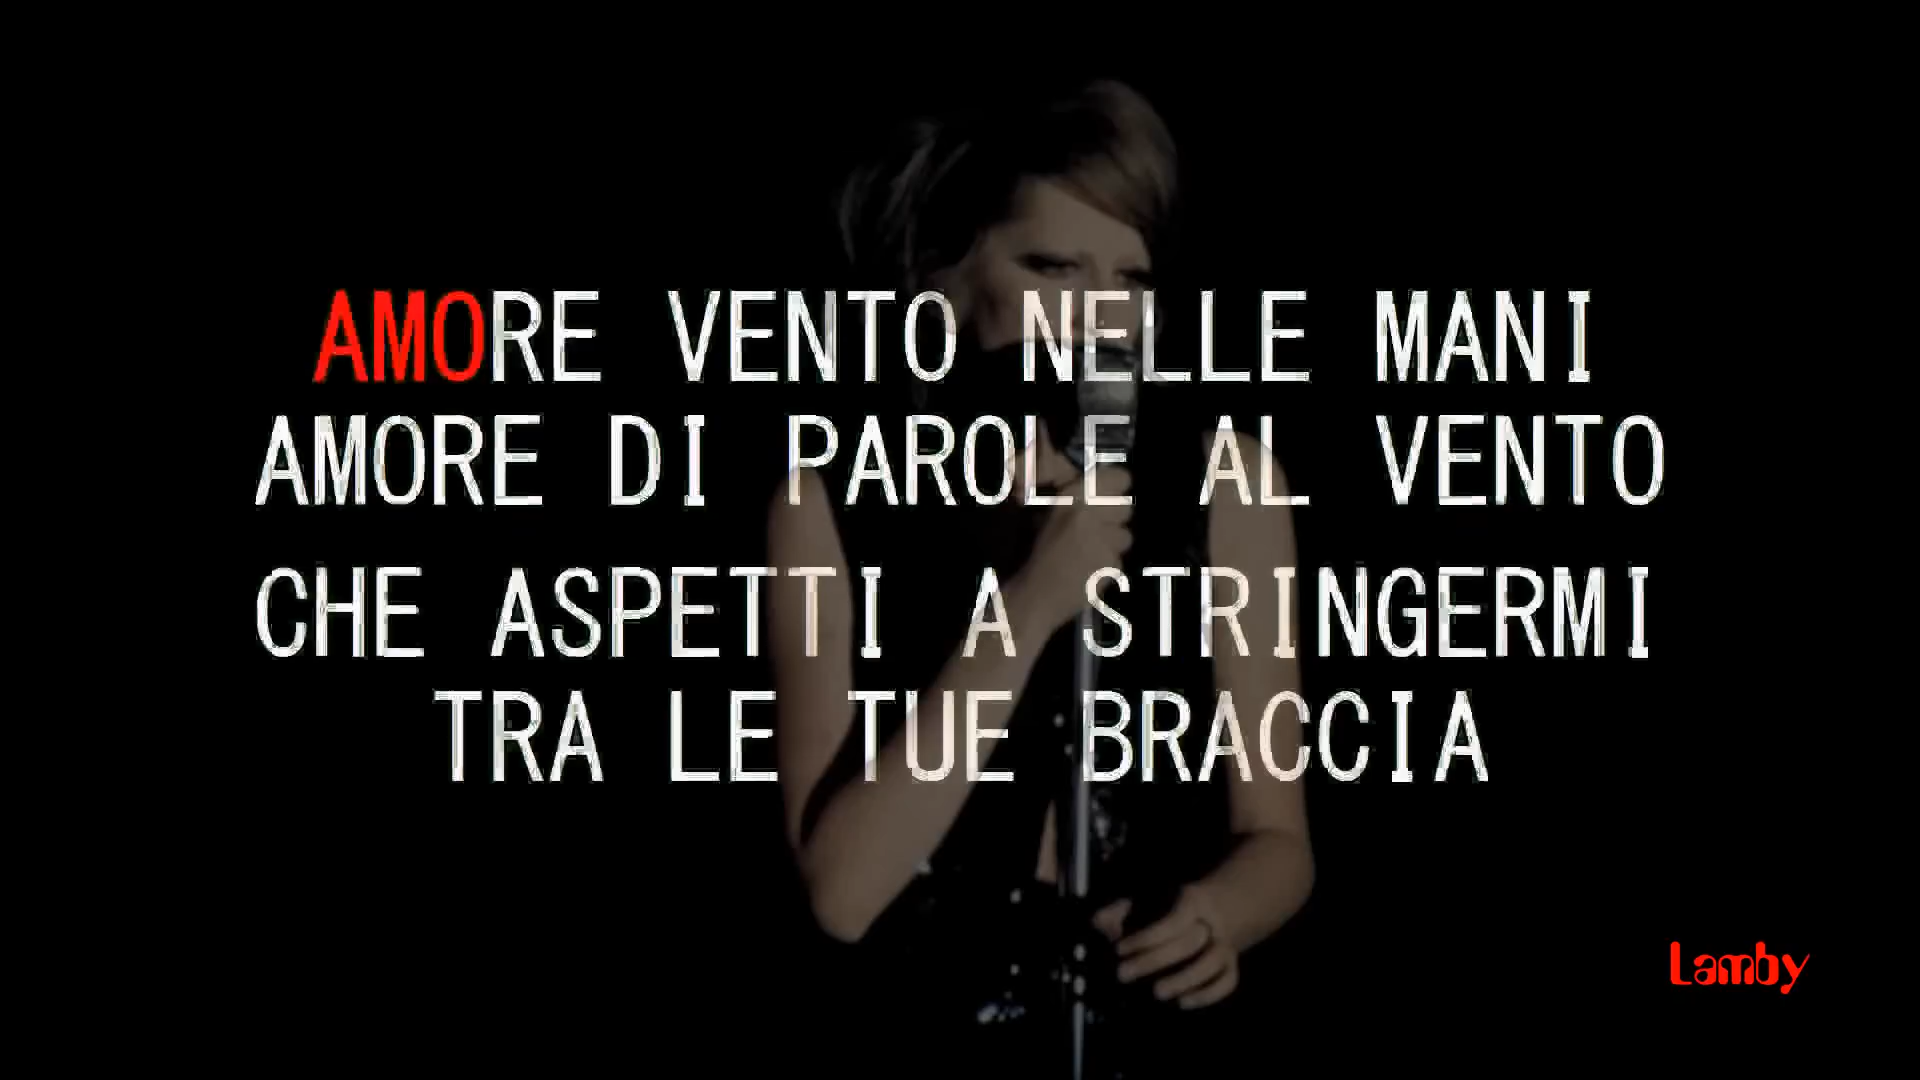 AMORE VENTO NELLE MANI
AMORE DI PAROLE AL VENTO
CHE ASPETTI A STRINGERMI
TRA LE TUE BRACCIA
Lamby